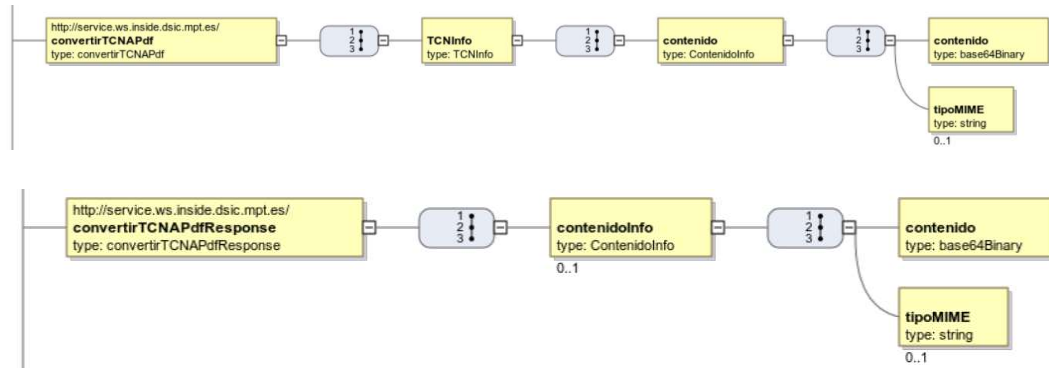 http://service.ws.inside.dsic.mpt.es/
convertirTCNAPdf
type: convertirTCNAPdf
1
2
3
TCNInfo
type: TCNInfo
1
2
3
contenido
type: ContenidoInfo
1
2
3
contenido
type: base64Binary
tipoMIME
type: string
0..1
http://service.ws.inside.dsic.mpt.es/
convertirTCNAPdfResponse
type: convertirTCNAPdfResponse
1
2
3
contenidoInfo
type: ContenidoInfo
0..1
1
2
3
contenido
type: base64Binary
tipoMIME
type: string
0..1